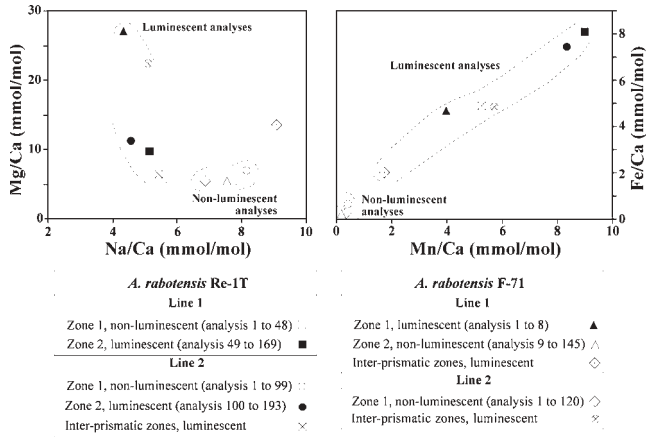 30
20
10
0
2
4
6
8
10
Mg/Ca (mmol/mol)
Na/Ca (mmol/mol)
Luminescent analyses
Non-luminescent
analyses
8
6
4
2
0
0
2
4
6
8
10
Fe/Ca (mmol/mol)
Mn/Ca (mmol/mol)
Luminescent analyses
Non-luminescent
analyses
A. rabotensis Re-1T
Line 1
Zone 1, non-luminescent (analysis 1 to 48)
Zone 2, luminescent (analysis 49 to 169)
Line 2
Zone 1, non-luminescent (analysis 1 to 99)
Zone 2, luminescent (analysis 100 to 193)
Inter-prismatic zones, luminescent
A. rabotensis F-71
Line 1
Zone 1, luminescent (analysis 1 to 8)
Zone 2, non-luminescent (analysis 9 to 145)
Inter-prismatic zones, luminescent
Line 2
Zone 1, non-luminescent (analysis 1 to 120)
Inter-prismatic zones, luminescent